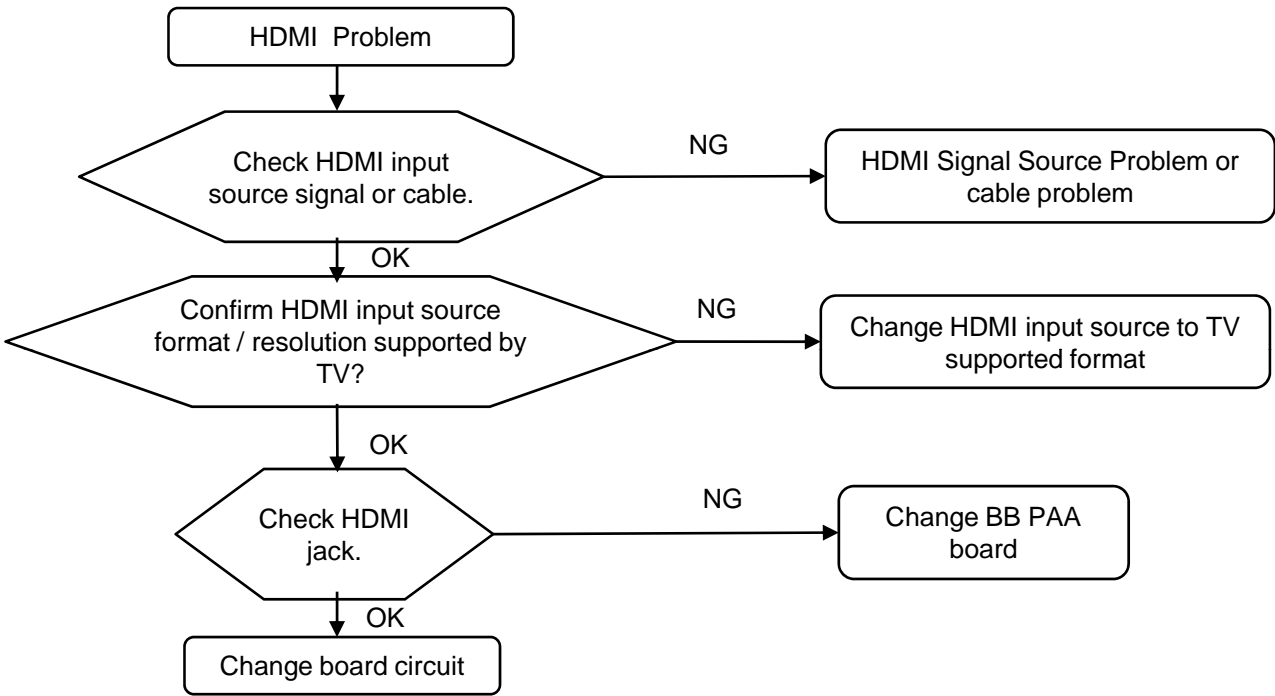 HDMI Problem
Check HDMI input
source signal or cable.
NG
HDMI Signal Source Problem or
cable problem
OK
Confirm HDMI input source
format / resolution supported by
TV?
NG
Change HDMI input source to TV
supported format
OK
Check HDMI
jack.
NG
Change BB PAA
board
OK
Change board circuit